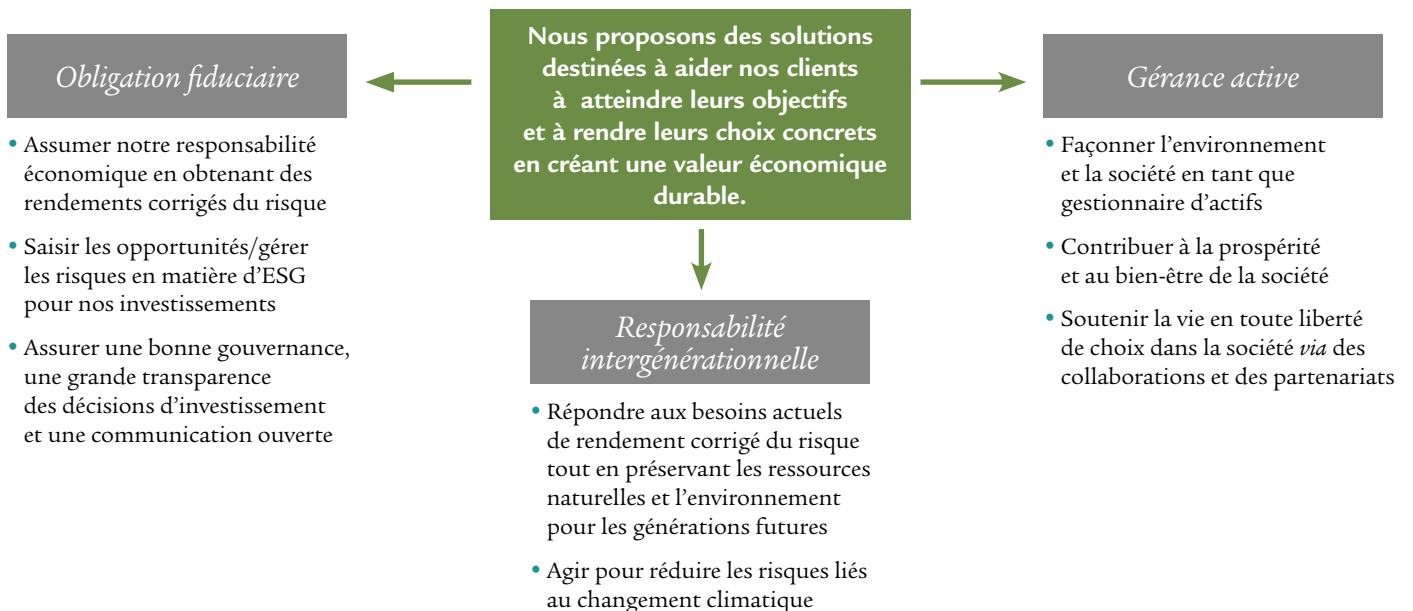 Nous proposons des solutions
destinées à aider nos clients
à atteindre leurs objectifs
et à rendre leurs choix concrets
en créant une valeur économique
durable.
Obligation fiduciaire
• Assumer notre responsabilité
économique en obtenant des
rendements corrigés du risque
• Saisir les opportunités/gérer
les risques en matière d’ESG
pour nos investissements
• Assurer une bonne gouvernance,
une grande transparence
des décisions d’investissement
et une communication ouverte
Responsabilité
intergénérationnelle
• Répondre aux besoins actuels
de rendement corrigé du risque
tout en préservant les ressources
naturelles et l’environnement
pour les générations futures
• Agir pour réduire les risques liés
au changement climatique
Gérance active
• Façonner l’environnement
et la société en tant que
gestionnaire d’actifs
• Contribuer à la prospérité
et au bien-être de la société
• Soutenir la vie en toute liberté
de choix dans la société via des
collaborations et des partenariats